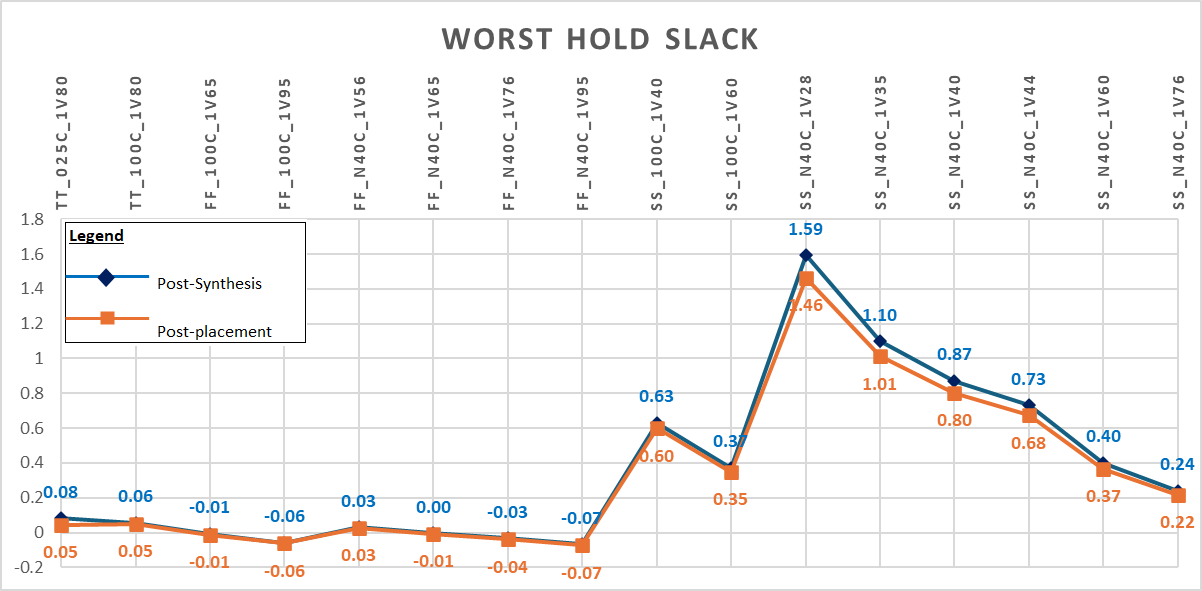 WORST HOLD SLACK
TT_025C_1V80
TT_100C_1V80
FF_100C_1V65
FF_100C_1V95
FF_N40C_1V56
FF_N40C_1V65
FF_N40C_1V76
FF_N40C_1V95
SS_100C_1V40
SS_100C_1V60
SS_N40C_1V28
SS_N40C_1V35
SS_N40C_1V40
SS_N40C_1V44
SS_N40C_1V60
SS_N40C_1V76
1.8
1.6
1.4
1.2
1
0.8
0.6
0.4
0.2
0
-0.2
Legend
Post-Synthesis
Post-placement
0.08
0.06
-0.01
-0.06
0.03
0.00
-0.03
-0.07
0.63
0.37
1.59
1.10
0.87
0.73
0.40
0.24
0.05
0.05
-0.01
-0.06
0.03
-0.01
-0.04
-0.07
0.60
0.35
1.46
1.01
0.80
0.68
0.37
0.22